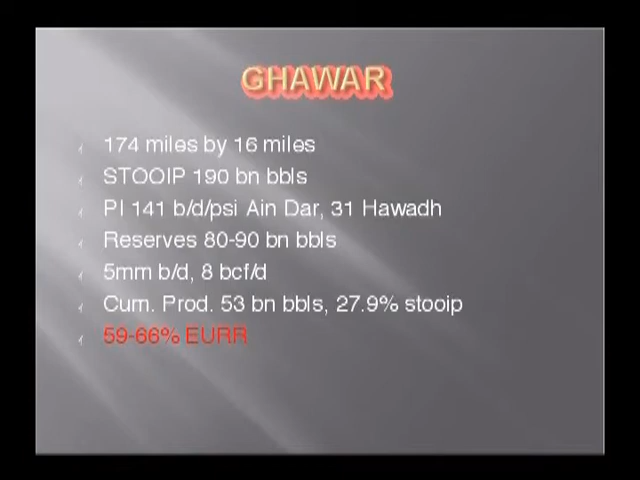 GHAWAR
174 miles by 16 miles
STOOIP 190 bn bbls
PI 141 b/d/psi Ain Dar, 31 Hawadh
Reserves 80-90 bn bbls
5mm b/d, 8 bcf/d
Cum. Prod. 53 bn bbls, 27.9% stooip
59-66% EURR